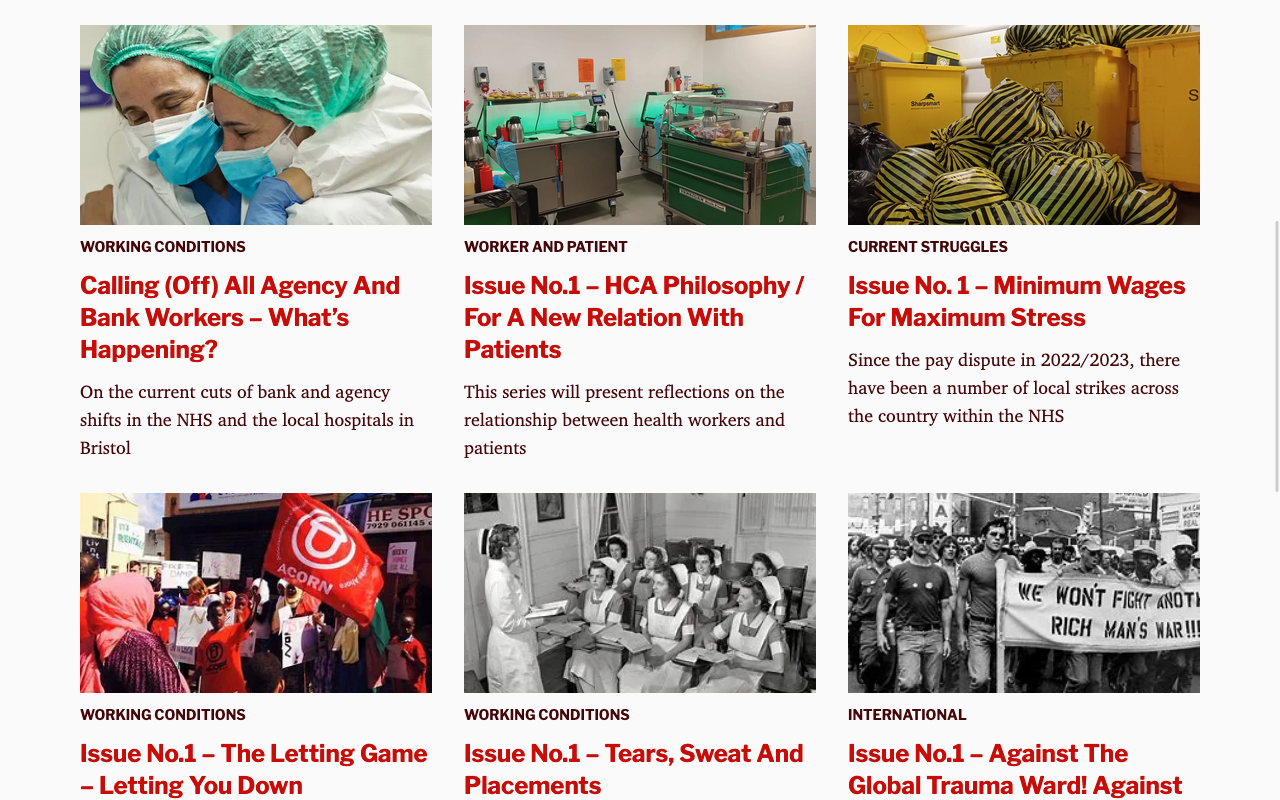 Sharpsmart
S
WORKING CONDITIONS
Calling (Off) All Agency And
Bank Workers – What's
Happening?
On the current cuts of bank and agency
shifts in the NHS and the local hospitals in
Bristol
WORKER AND PATIENT
Issue No.1 – HCA Philosophy /
For A New Relation With
Patients
This series will present reflections on the
relationship between health workers and
patients
CURRENT STRUGGLES
Issue No. 1 – Minimum Wages
For Maximum Stress
Since the pay dispute in 2022/2023, there
have been a number of local strikes across
the country within the NHS
HE SPO
7929 061145
ACORN
WAY
WE WON'T FIGHT ANOTH
RICH MAN'S WAR!!!
WORKING CONDITIONS
Issue No.1 – The Letting Game
– Letting You Down
WORKING CONDITIONS
Issue No.1 – Tears, Sweat And
Placements
INTERNATIONAL
Issue No.1 – Against The
Global Trauma Ward! Against